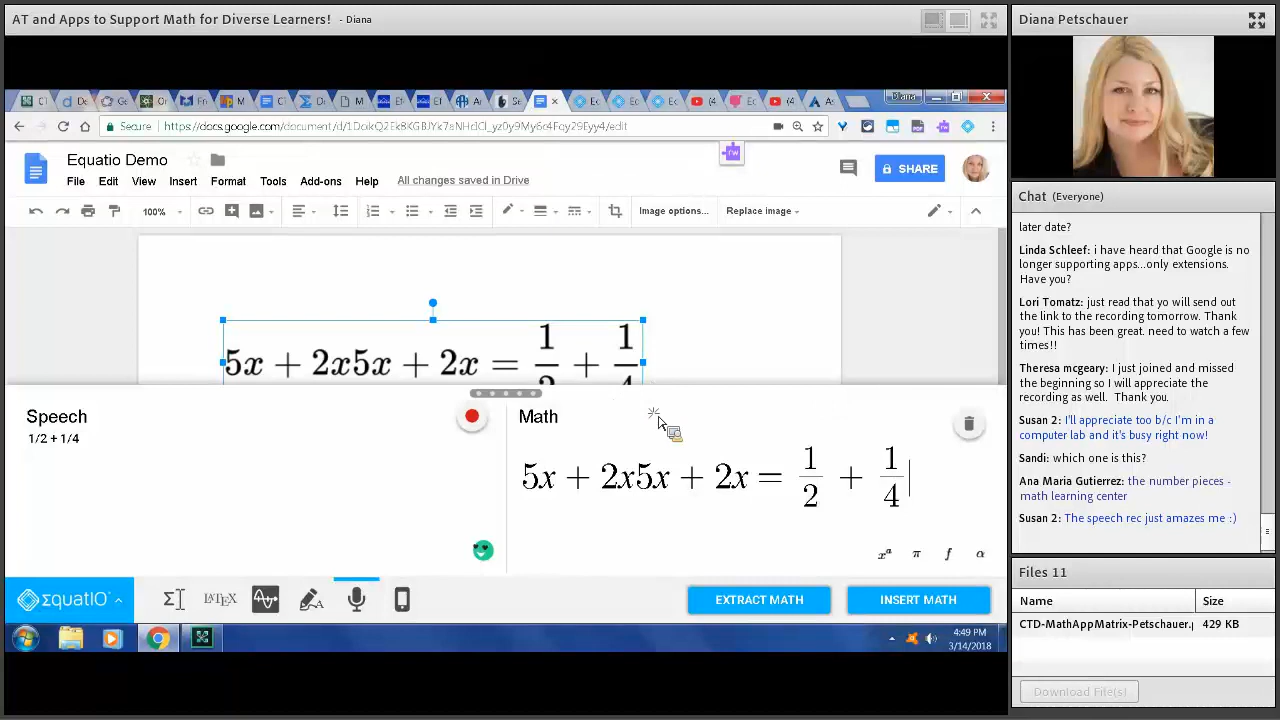 AT and Apps to Support Math for Diverse Learners! - Diana
Secure https://docs.google.com/document/d/
/edit
Equatio Demo
File Edit View Insert Format Tools Add-ons Help All changes saved in Drive
SHARE
100% Image options... Replace image
5x + 2x5x + 2x = 1/2 + 1/4
Speech
1/2 + 1/4
Math
5x + 2x5x + 2x = 1/2 + 1/4
xᵃ π f α
EquatIO
LATEX
EXTRACT MATH
INSERT MATH
4:49 PM
3/14/2018
Diana Petschauer
Chat (Everyone)
later date?
Linda Schleef: i have heard that Google is no
longer supporting apps...only extensions.
Have you?
Lori Tomatz: just read that yo will send out
the link to the recording tomorrow. Thank
you! This has been great. need to watch a few
times!!
Theresa mcgeary: I just joined and missed
the beginning so I will appreciate the
recording as well. Thank you.
Susan 2: I'll appreciate too b/c I'm in a
computer lab and it's busy right now!
Sandi: which one is this?
Ana Maria Gutierrez: the number pieces -
math learning center
Susan 2: The speech rec just amazes me :)
Files 11
Name Size
CTD-MathAppMatrix-Petschauer. 429 KB
Download File(s)